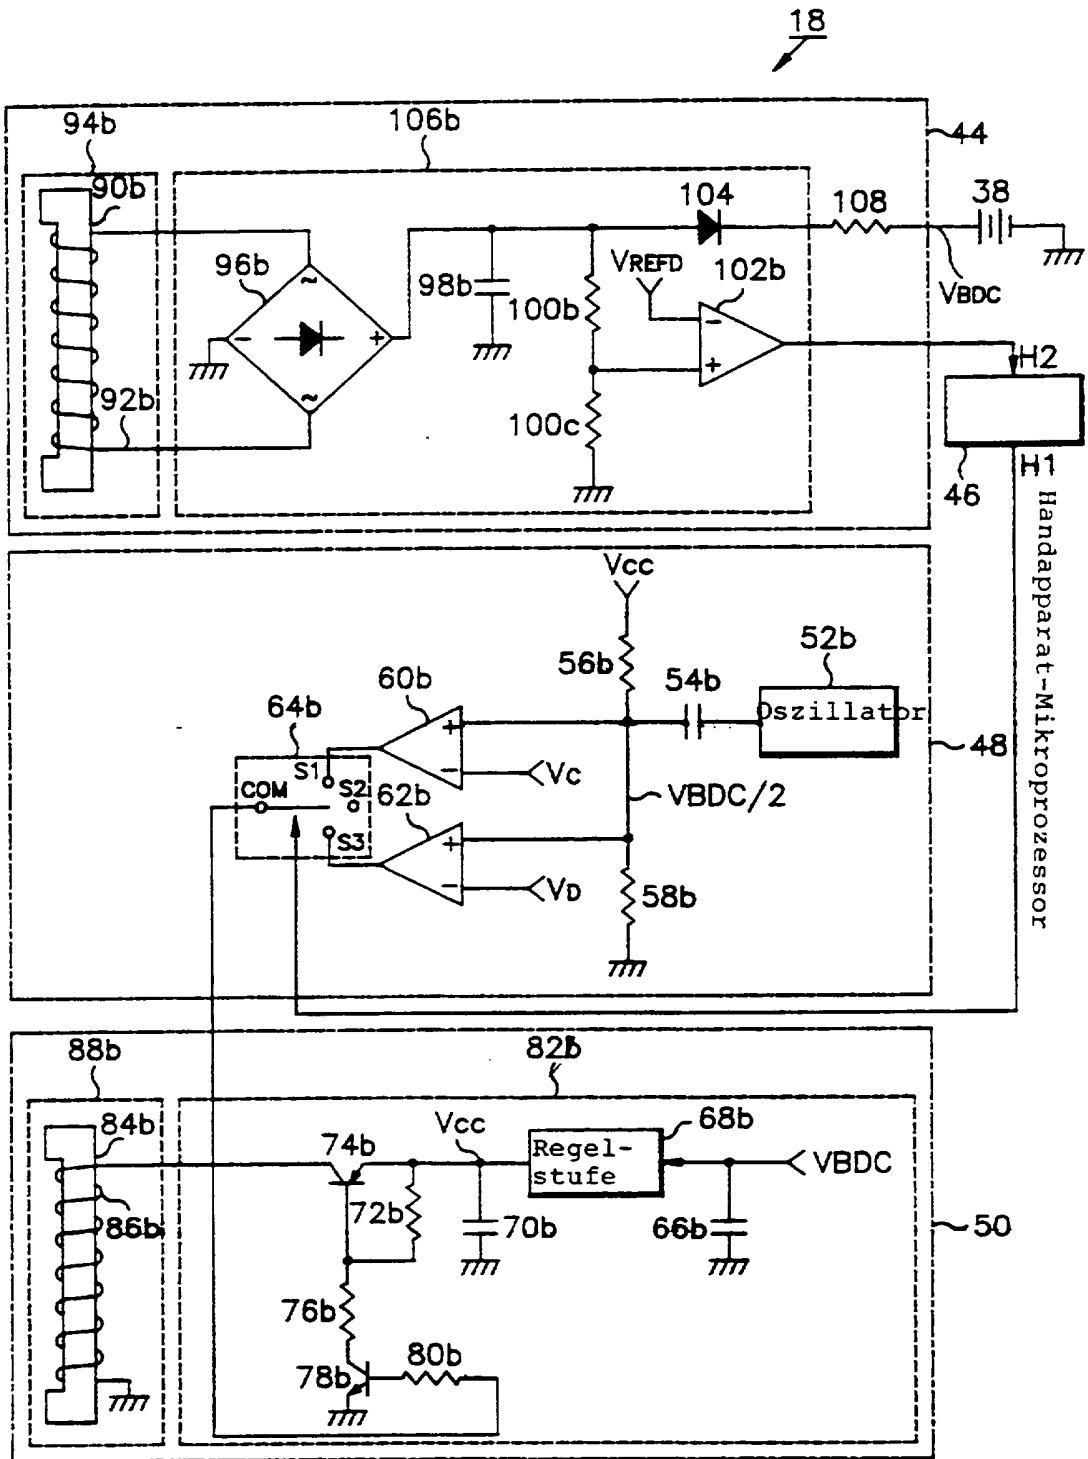 18
94b
106b
44
90b
104
108
38
96b
VREFD
102b
98b
100b
VBDC
~
-
+
~
-
+
92b
100c
H2
46
H1
Handapparat-Mikroprozessor
Vcc
52b
56b
54b
60b
Oszillator
64b
+
48
S1
S2
-
VC
COM
62b
VBDC/2
S3
+
-
VD
58b
88b
82b
84b
Vcc
68b
74b
Regel-
stufe
VBDC
72b
86b
70b
66b
50
76b
80b
78b